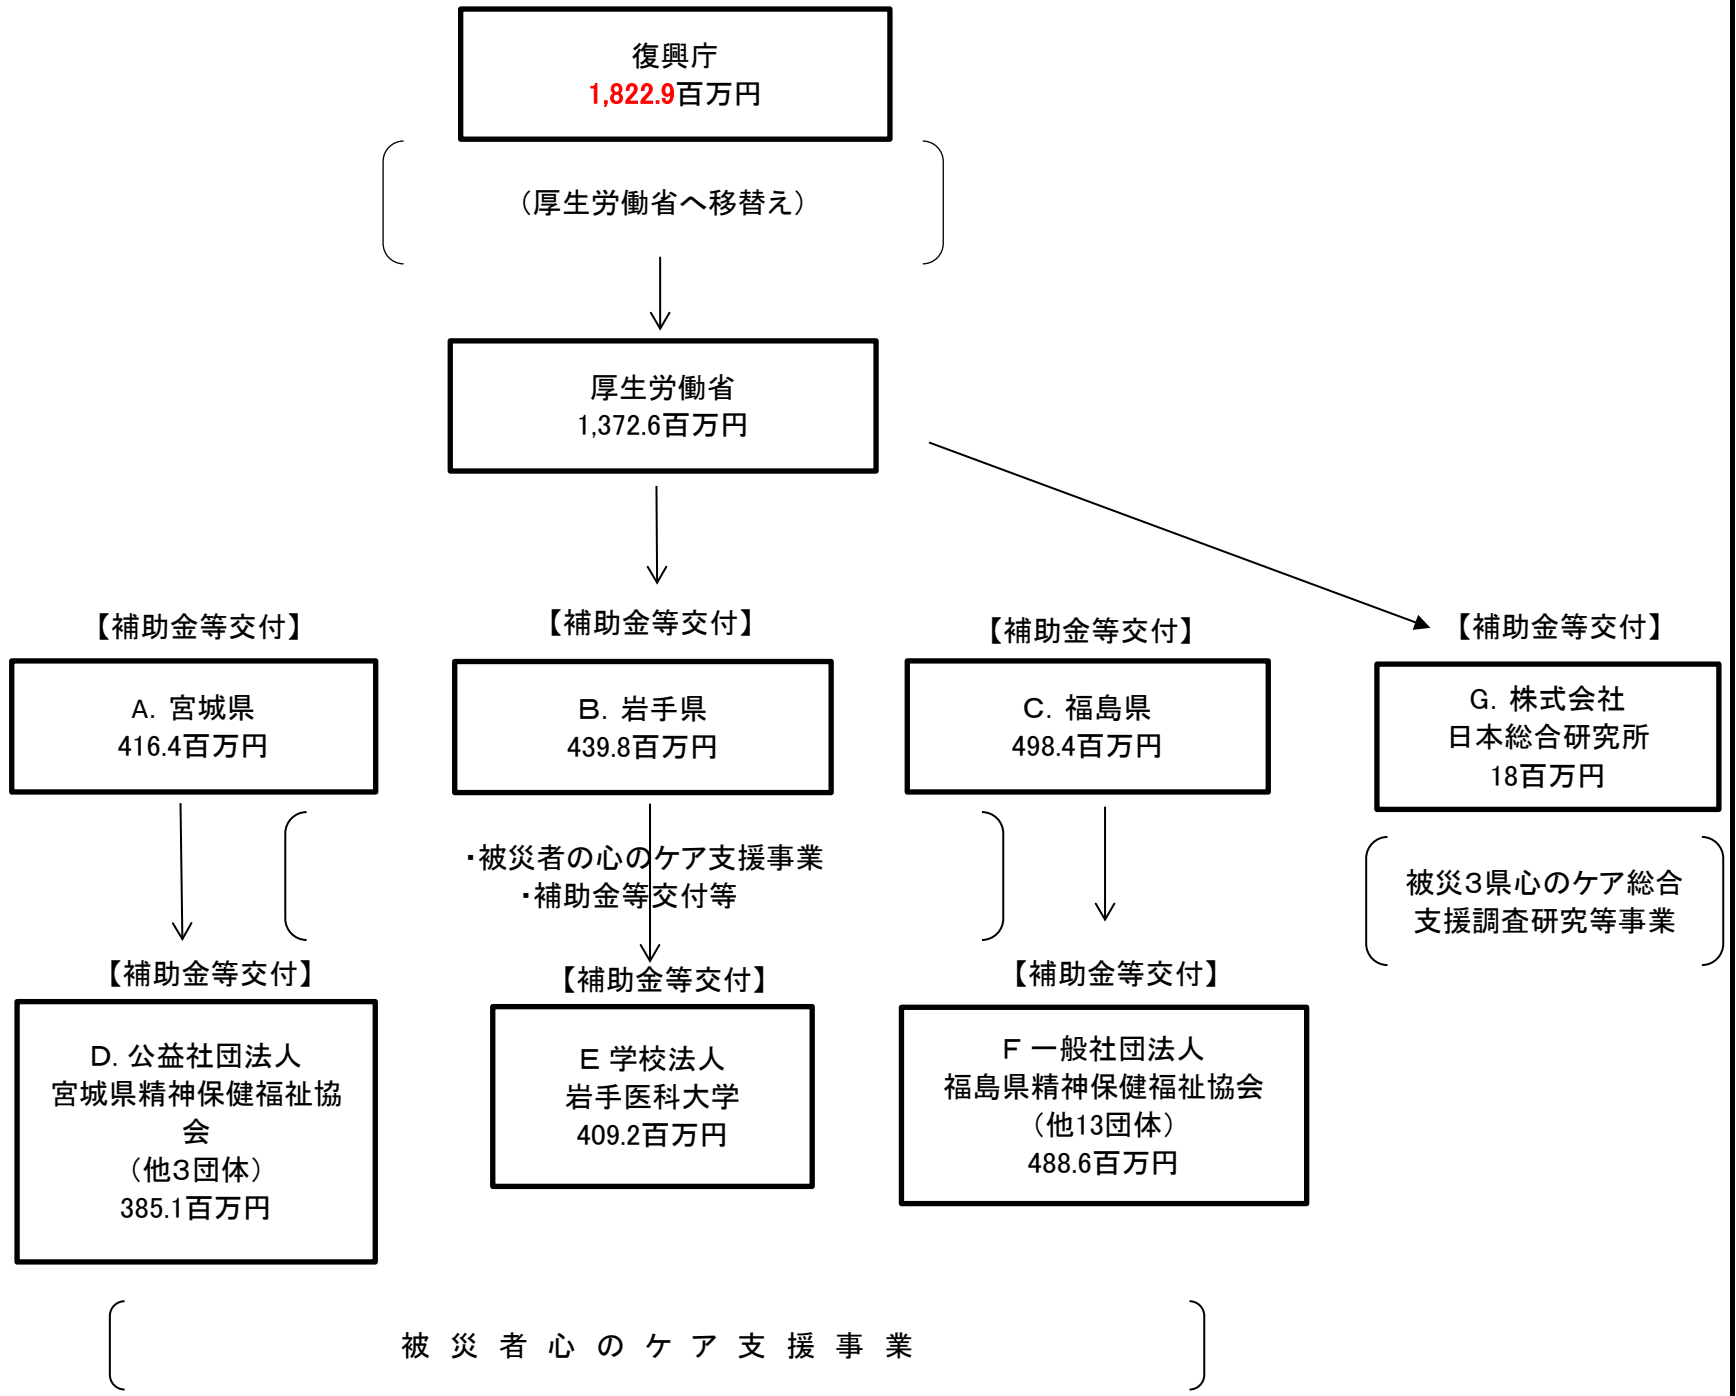 復興庁
1,822.9百万円
（厚生労働省へ移替え）
厚生労働省
1,372.6百万円
【補助金等交付】
【補助金等交付】
【補助金等交付】
【補助金等交付】
A. 宮城県
416.4百万円
B. 岩手県
439.8百万円
C. 福島県
498.4百万円
G. 株式会社
日本総合研究所
18百万円
・被災者の心のケア支援事業
・補助金等交付等
被災３県心のケア総合
支援調査研究等事業
【補助金等交付】
【補助金等交付】
【補助金等交付】
D. 公益社団法人
宮城県精神保健福祉協
会
（他３団体）
385.1百万円
E 学校法人
岩手医科大学
409.2百万円
F 一般社団法人
福島県精神保健福祉協会
（他13団体）
488.6百万円
被 災 者 心 の ケ ア 支 援 事 業